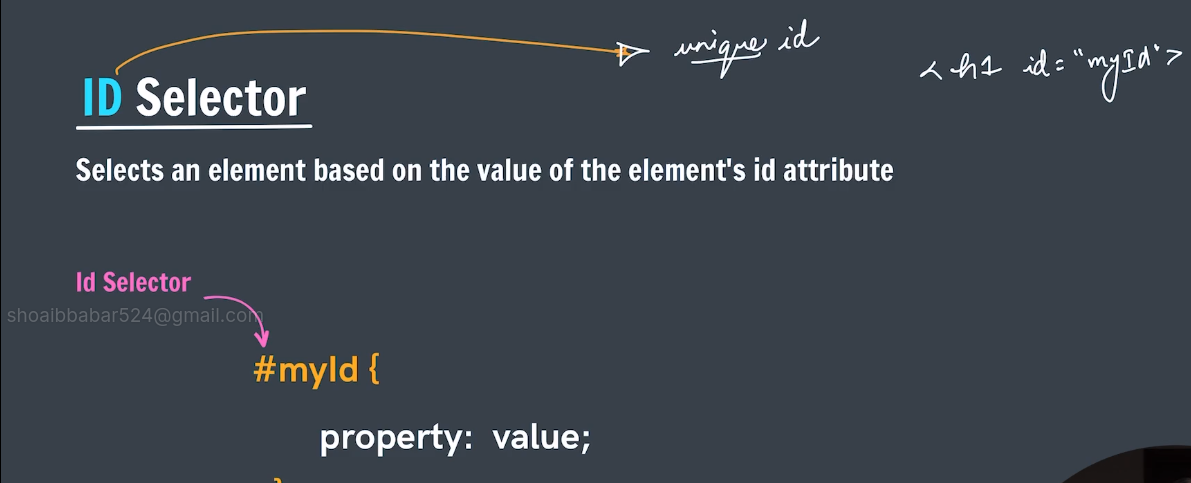 unique id
<h1 id="myId">
ID Selector
Selects an element based on the value of the element's id attribute
Id Selector
shoaibbabar524@gmail.com
#myId {
property: value;
}